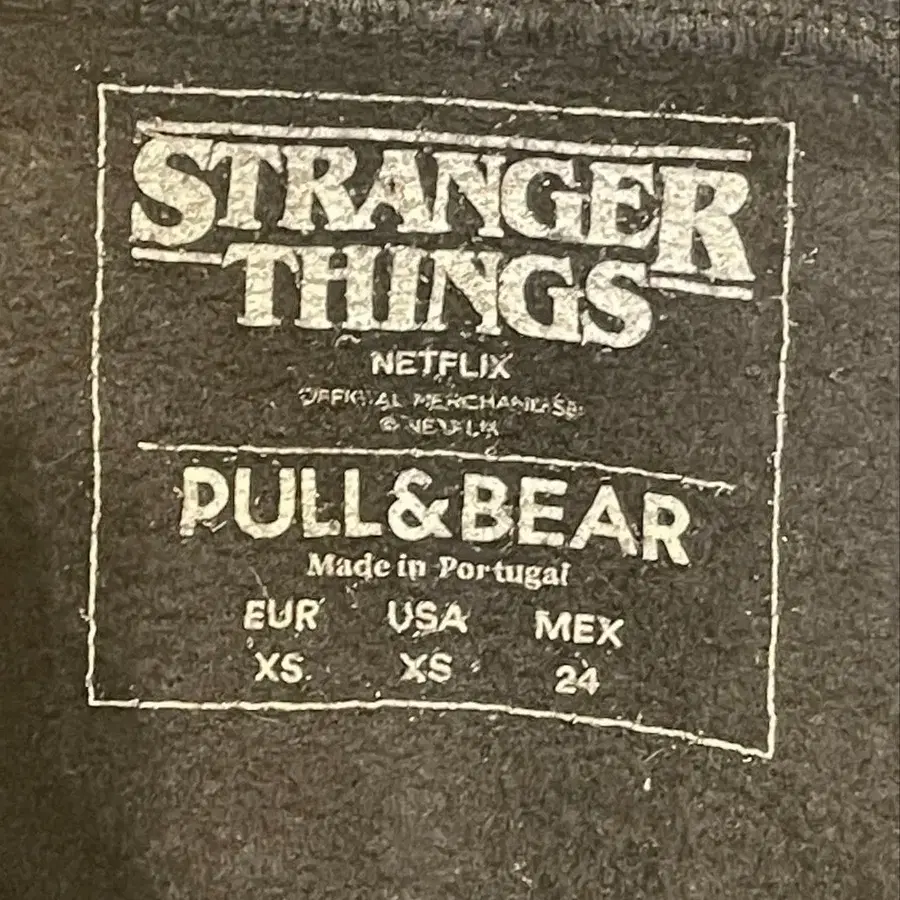 STRANGER
THINGS
NETFLIX
OFFICIAL MERCHANDISE
© NETFLIX
PULL&BEAR
Made in Portugal
EUR USA MEX
XS XS 24